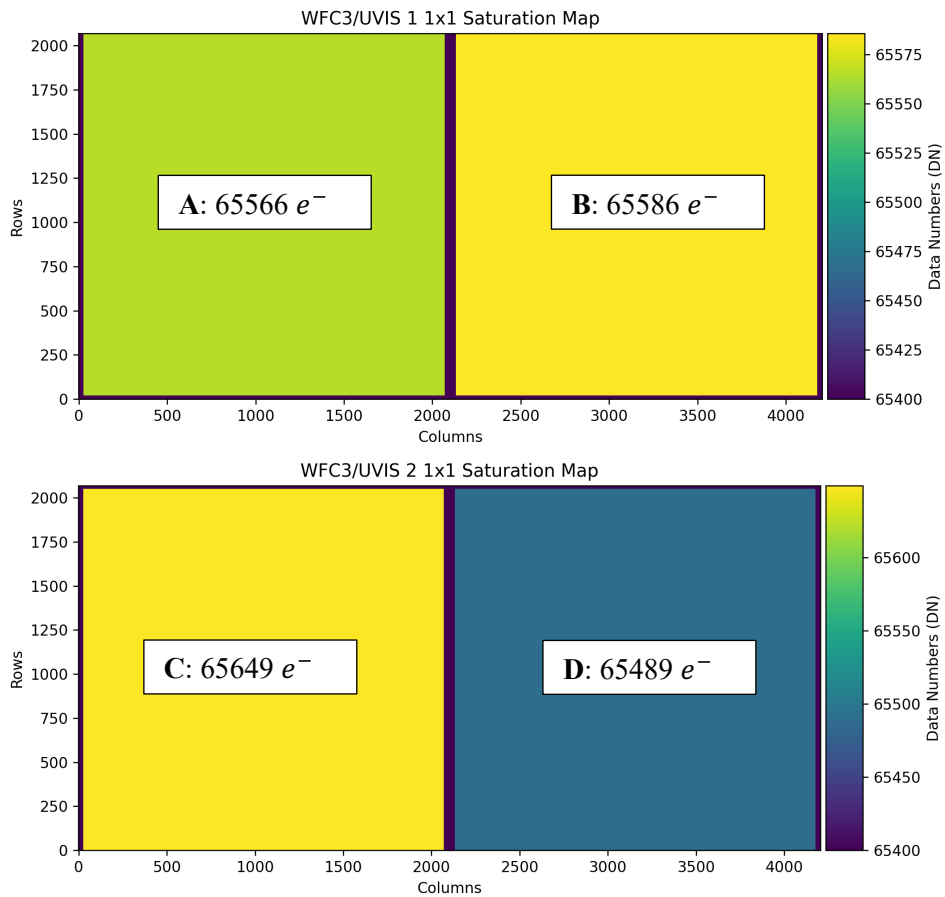 WFC3/UVIS 1 1x1 Saturation Map
2000
1750
1500
1250
1000
750
500
250
0
Rows
A: 65566 e⁻
B: 65586 e⁻
0 500 1000 1500 2000 2500 3000 3500 4000
Columns
65575
65550
65525
65500
65475
65450
65425
65400
Data Numbers (DN)
WFC3/UVIS 2 1x1 Saturation Map
2000
1750
1500
1250
1000
750
500
250
0
Rows
C: 65649 e⁻
D: 65489 e⁻
0 500 1000 1500 2000 2500 3000 3500 4000
Columns
65600
65550
65500
65450
65400
Data Numbers (DN)